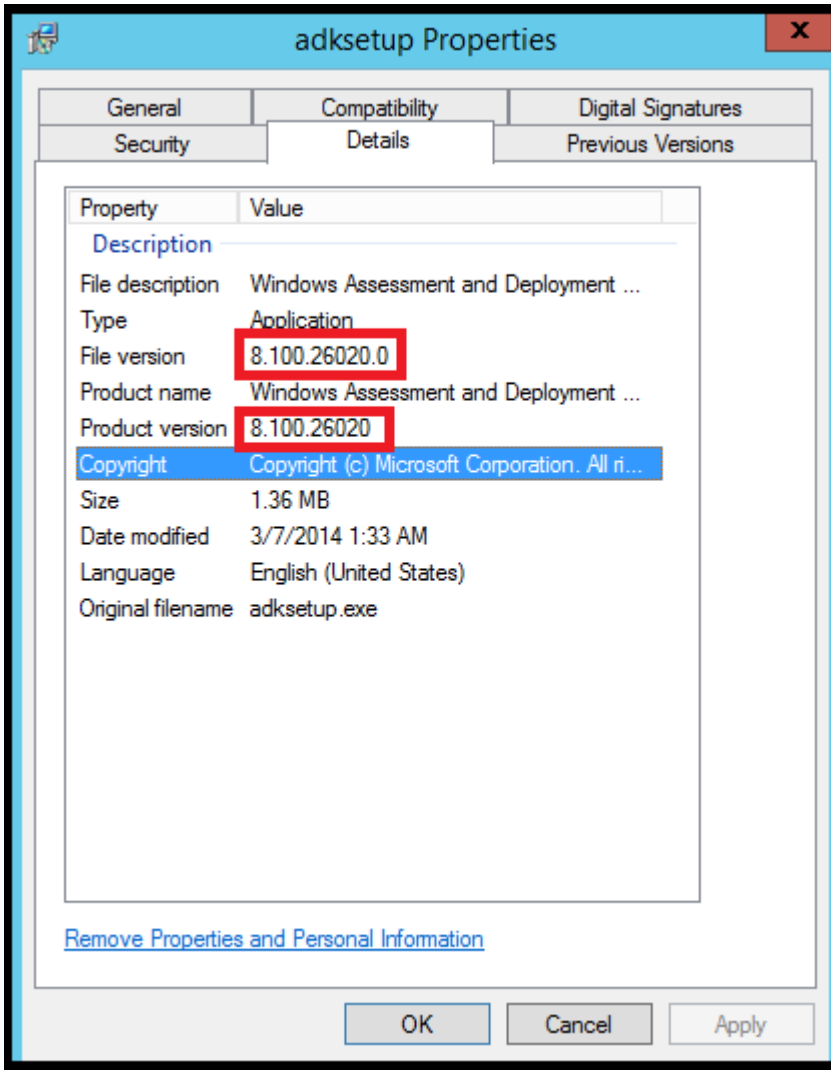 adksetup Properties
x
General Compatibility Digital Signatures
Security Details Previous Versions
Property Value
Description
File description Windows Assessment and Deployment ...
Type Application
File version 8.100.26020.0
Product name Windows Assessment and Deployment ...
Product version 8.100.26020
Copyright Copyright (c) Microsoft Corporation. All ri...
Size 1.36 MB
Date modified 3/7/2014 1:33 AM
Language English (United States)
Original filename adksetup.exe
Remove Properties and Personal Information
OK Cancel Apply